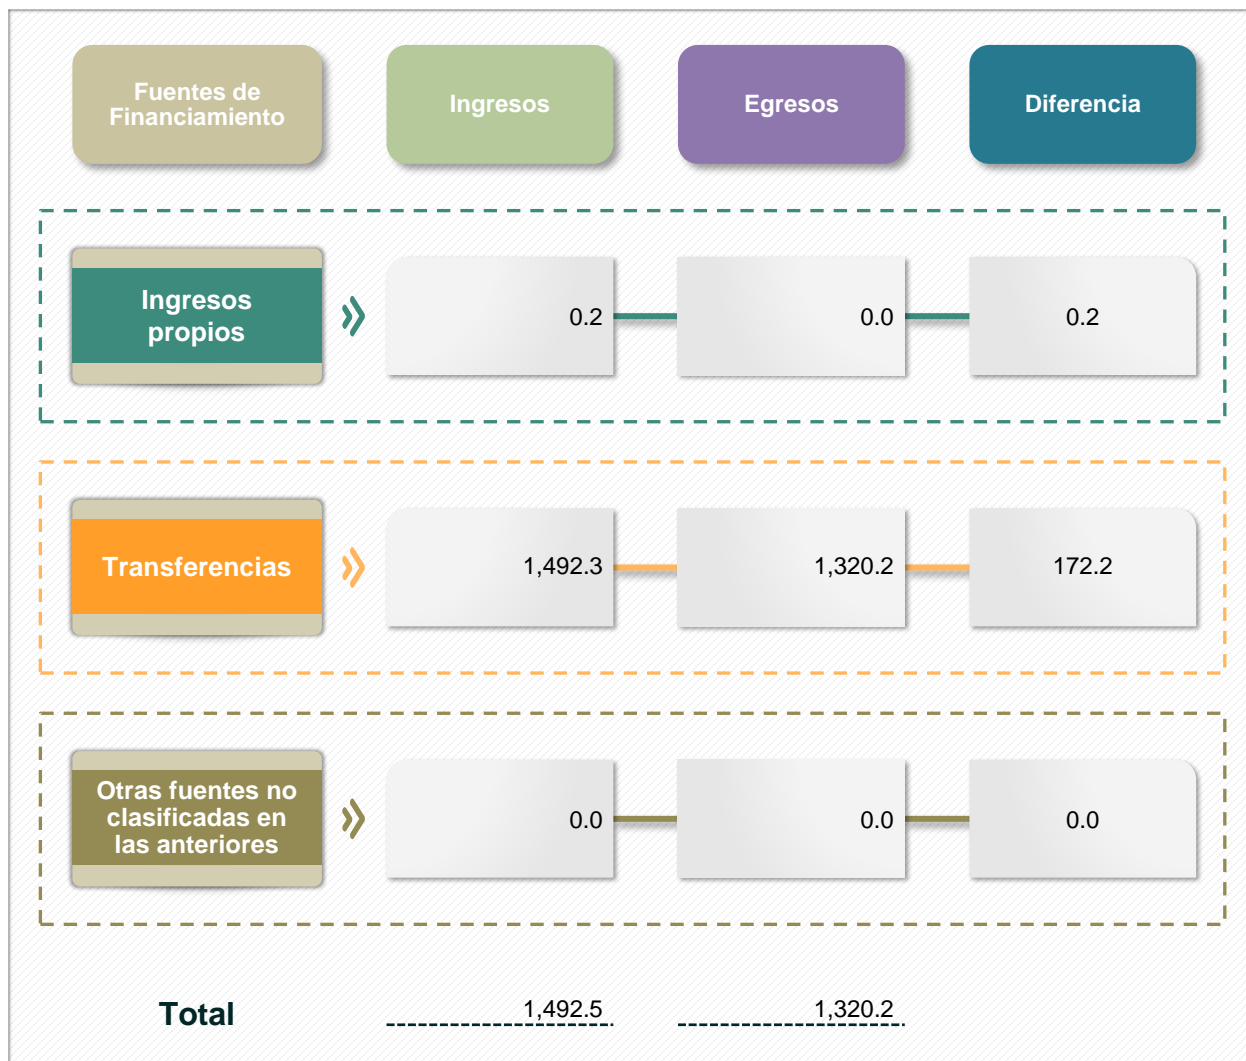 Fuentes de
Financiamiento
Ingresos
Egresos
Diferencia
Ingresos
propios
0.2
0.0
0.2
Transferencias
1,492.3
1,320.2
172.2
Otras fuentes no
clasificadas en
las anteriores
0.0
0.0
0.0
Total
1,492.5
1,320.2